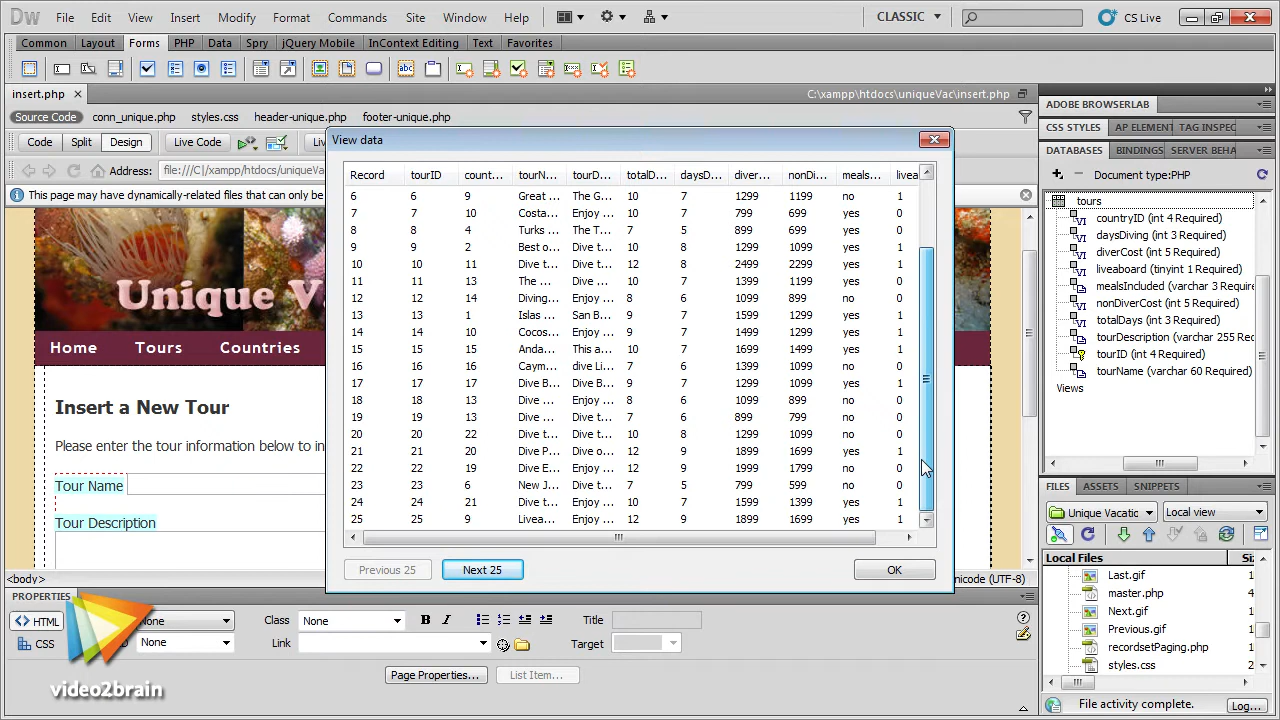 Dw File Edit View Insert Modify Format Commands Site Window Help CLASSIC CS Live
Common Layout Forms PHP Data Spry jQuery Mobile InContext Editing Text Favorites
insert.php × C:\xampp\htdocs\uniqueVac\insert.php
Source Code conn_unique.php styles.css header-unique.php footer-unique.php
Code Split Design Live Code
Address: file:///C|/xampp/htdocs/uniqueVa
This page may have dynamically-related files that can only be
Unique V
Home Tours Countries
Insert a New Tour
Please enter the tour information below to in
Tour Name
Tour Description
View data
Record tourID count... tourN... tourD... totalD... daysD... diver... nonDi... meals... livea
6 6 9 Great ... The G... 10 7 1299 1199 no 1
7 7 10 Costa... Enjoy ... 10 7 799 699 yes 0
8 8 4 Turks ... The T... 7 5 899 699 yes 0
9 9 2 Best o... Dive t... 10 8 1299 1099 yes 1
10 10 11 Dive t... Dive t... 12 8 2499 2299 yes 1
11 11 13 The ... Dive ... 10 7 1399 1099 yes 0
12 12 14 Diving... Enjoy ... 8 6 1099 899 no 0
13 13 1 Islas ... San B... 9 7 1599 1299 yes 1
14 14 10 Cocos... Enjoy ... 9 7 1499 1299 yes 1
15 15 15 Anda... This a... 10 7 1699 1499 yes 1
16 16 16 Caym... dive Li... 7 6 1399 1099 no 0
17 17 17 Dive B... Dive B... 9 7 1299 1099 yes 1
18 18 13 Dive ... Dive t... 8 6 1099 899 no 0
19 19 13 Dive ... Dive t... 7 6 899 799 no 0
20 20 22 Dive t... Dive t... 10 8 1299 1099 no 0
21 21 20 Dive P... Dive o... 12 9 1899 1699 yes 1
22 22 19 Dive E... Enjoy ... 12 9 1999 1799 no 0
23 23 6 New J... Dive t... 7 5 799 599 no 0
24 24 21 Dive t... Enjoy ... 10 7 1599 1399 yes 1
25 25 9 Livea... Enjoy ... 12 9 1899 1699 yes 1
Previous 25 Next 25 OK
<body> nicode (UTF-8)
PROPERTIES
HTML None Class None B I Title
CSS None Link Target
Page Properties... List Item...
video2brain
ADOBE BROWSERLAB
CSS STYLES AP ELEMEN TAG INSPEC
DATABASES BINDINGS SERVER BEHA
Document type:PHP
tours
countryID (int 4 Required)
daysDiving (int 3 Required)
diverCost (int 5 Required)
liveaboard (tinyint 1 Required)
mealsIncluded (varchar 3 Require
nonDiverCost (int 5 Required)
totalDays (int 3 Required)
tourDescription (varchar 255 Req
tourID (int 4 Required)
tourName (varchar 60 Required)
Views
FILES ASSETS SNIPPETS
Unique Vacatio Local view
Local Files Siz
Last.gif 1
master.php 4
Next.gif 1
Previous.gif 1
recordsetPaging.php 1
styles.css 2
File activity complete. Log...